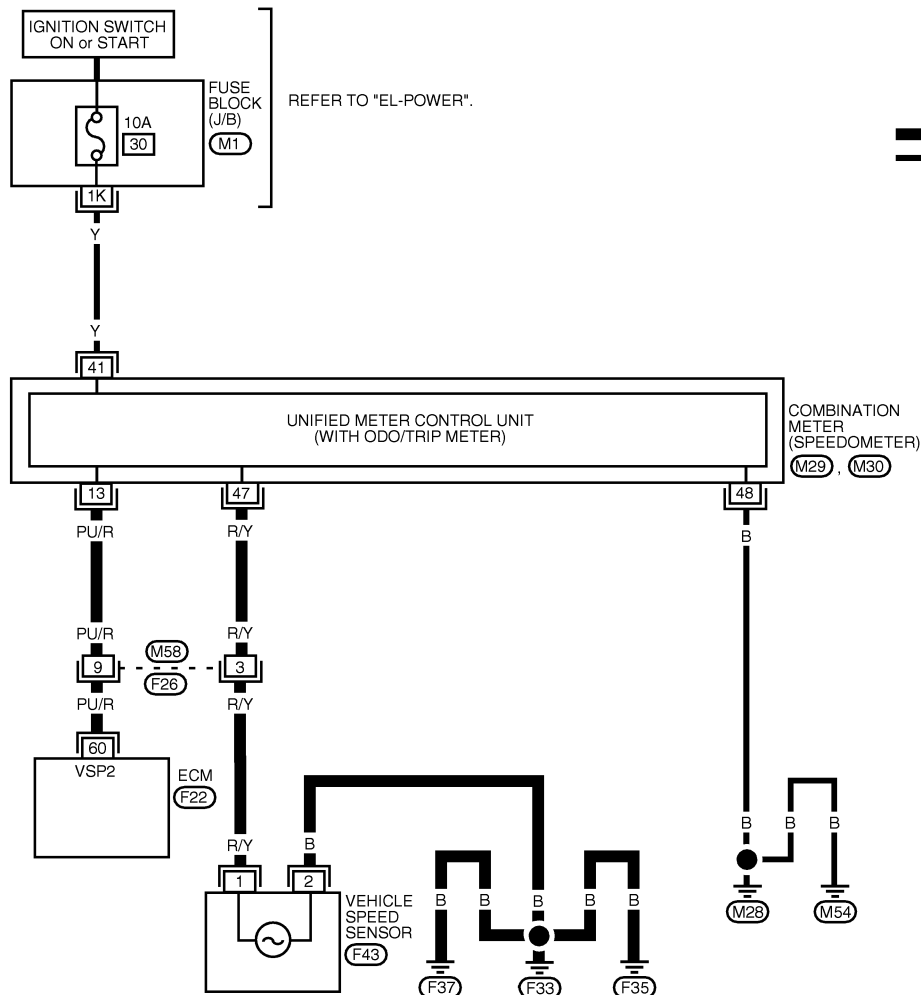 IGNITION SWITCH
ON or START
FUSE
BLOCK
(J/B)
M1
10A
30
REFER TO "EL-POWER".
1K
Y
Y
41
UNIFIED METER CONTROL UNIT
(WITH ODO/TRIP METER)
COMBINATION
METER
(SPEEDOMETER)
M29 , M30
13 47 48
PU/R R/Y B
PU/R R/Y
9 M58 3
F26
PU/R R/Y
60
VSP2
ECM
F22
R/Y B
B B B
1 2
VEHICLE
SPEED
SENSOR
F43
B B B B B
M28 M54
F37 F33 F35